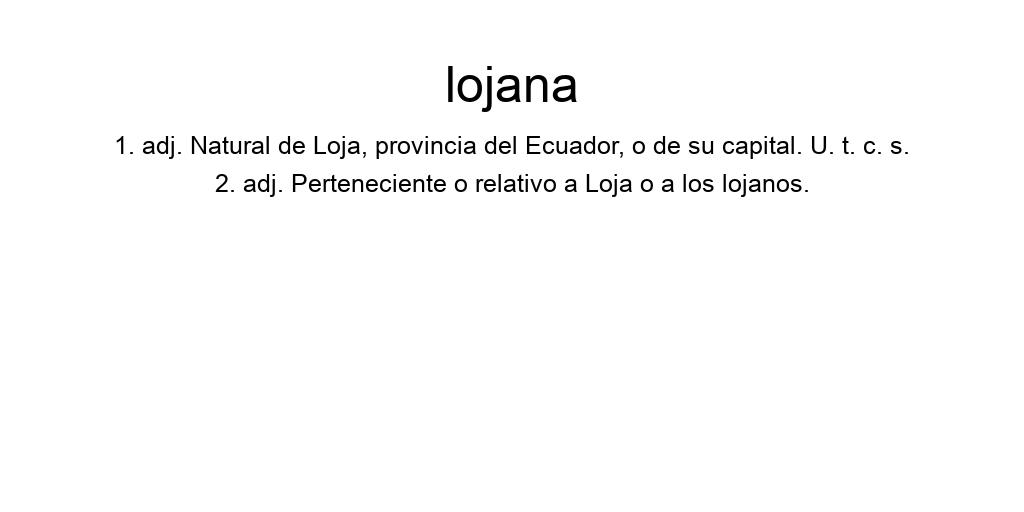 lojana
1. adj. Natural de Loja, provincia del Ecuador, o de su capital. U. t. c. s.
2. adj. Perteneciente o relativo a Loja o a los lojanos.